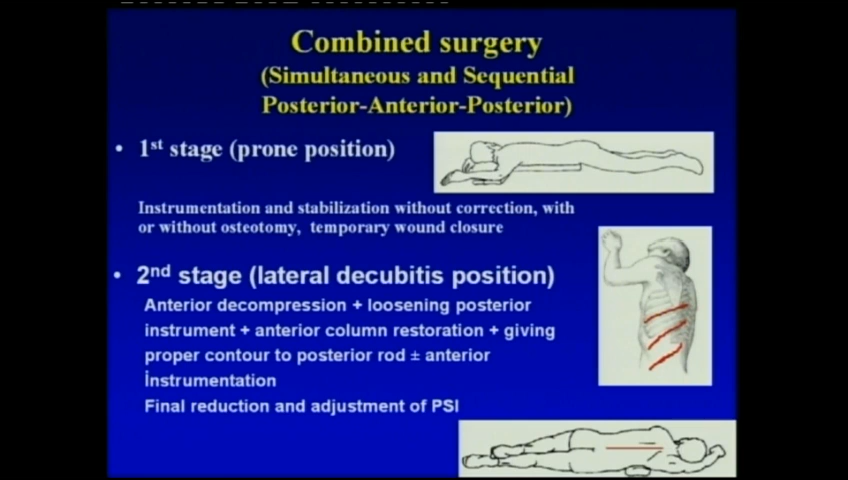 Combined surgery
(Simultaneous and Sequential
Posterior-Anterior-Posterior)
• 1st stage (prone position)
Instrumentation and stabilization without correction, with
or without osteotomy, temporary wound closure
• 2nd stage (lateral decubitis position)
Anterior decompression + loosening posterior
instrument + anterior column restoration + giving
proper contour to posterior rod ± anterior
instrumentation
Final reduction and adjustment of PSI